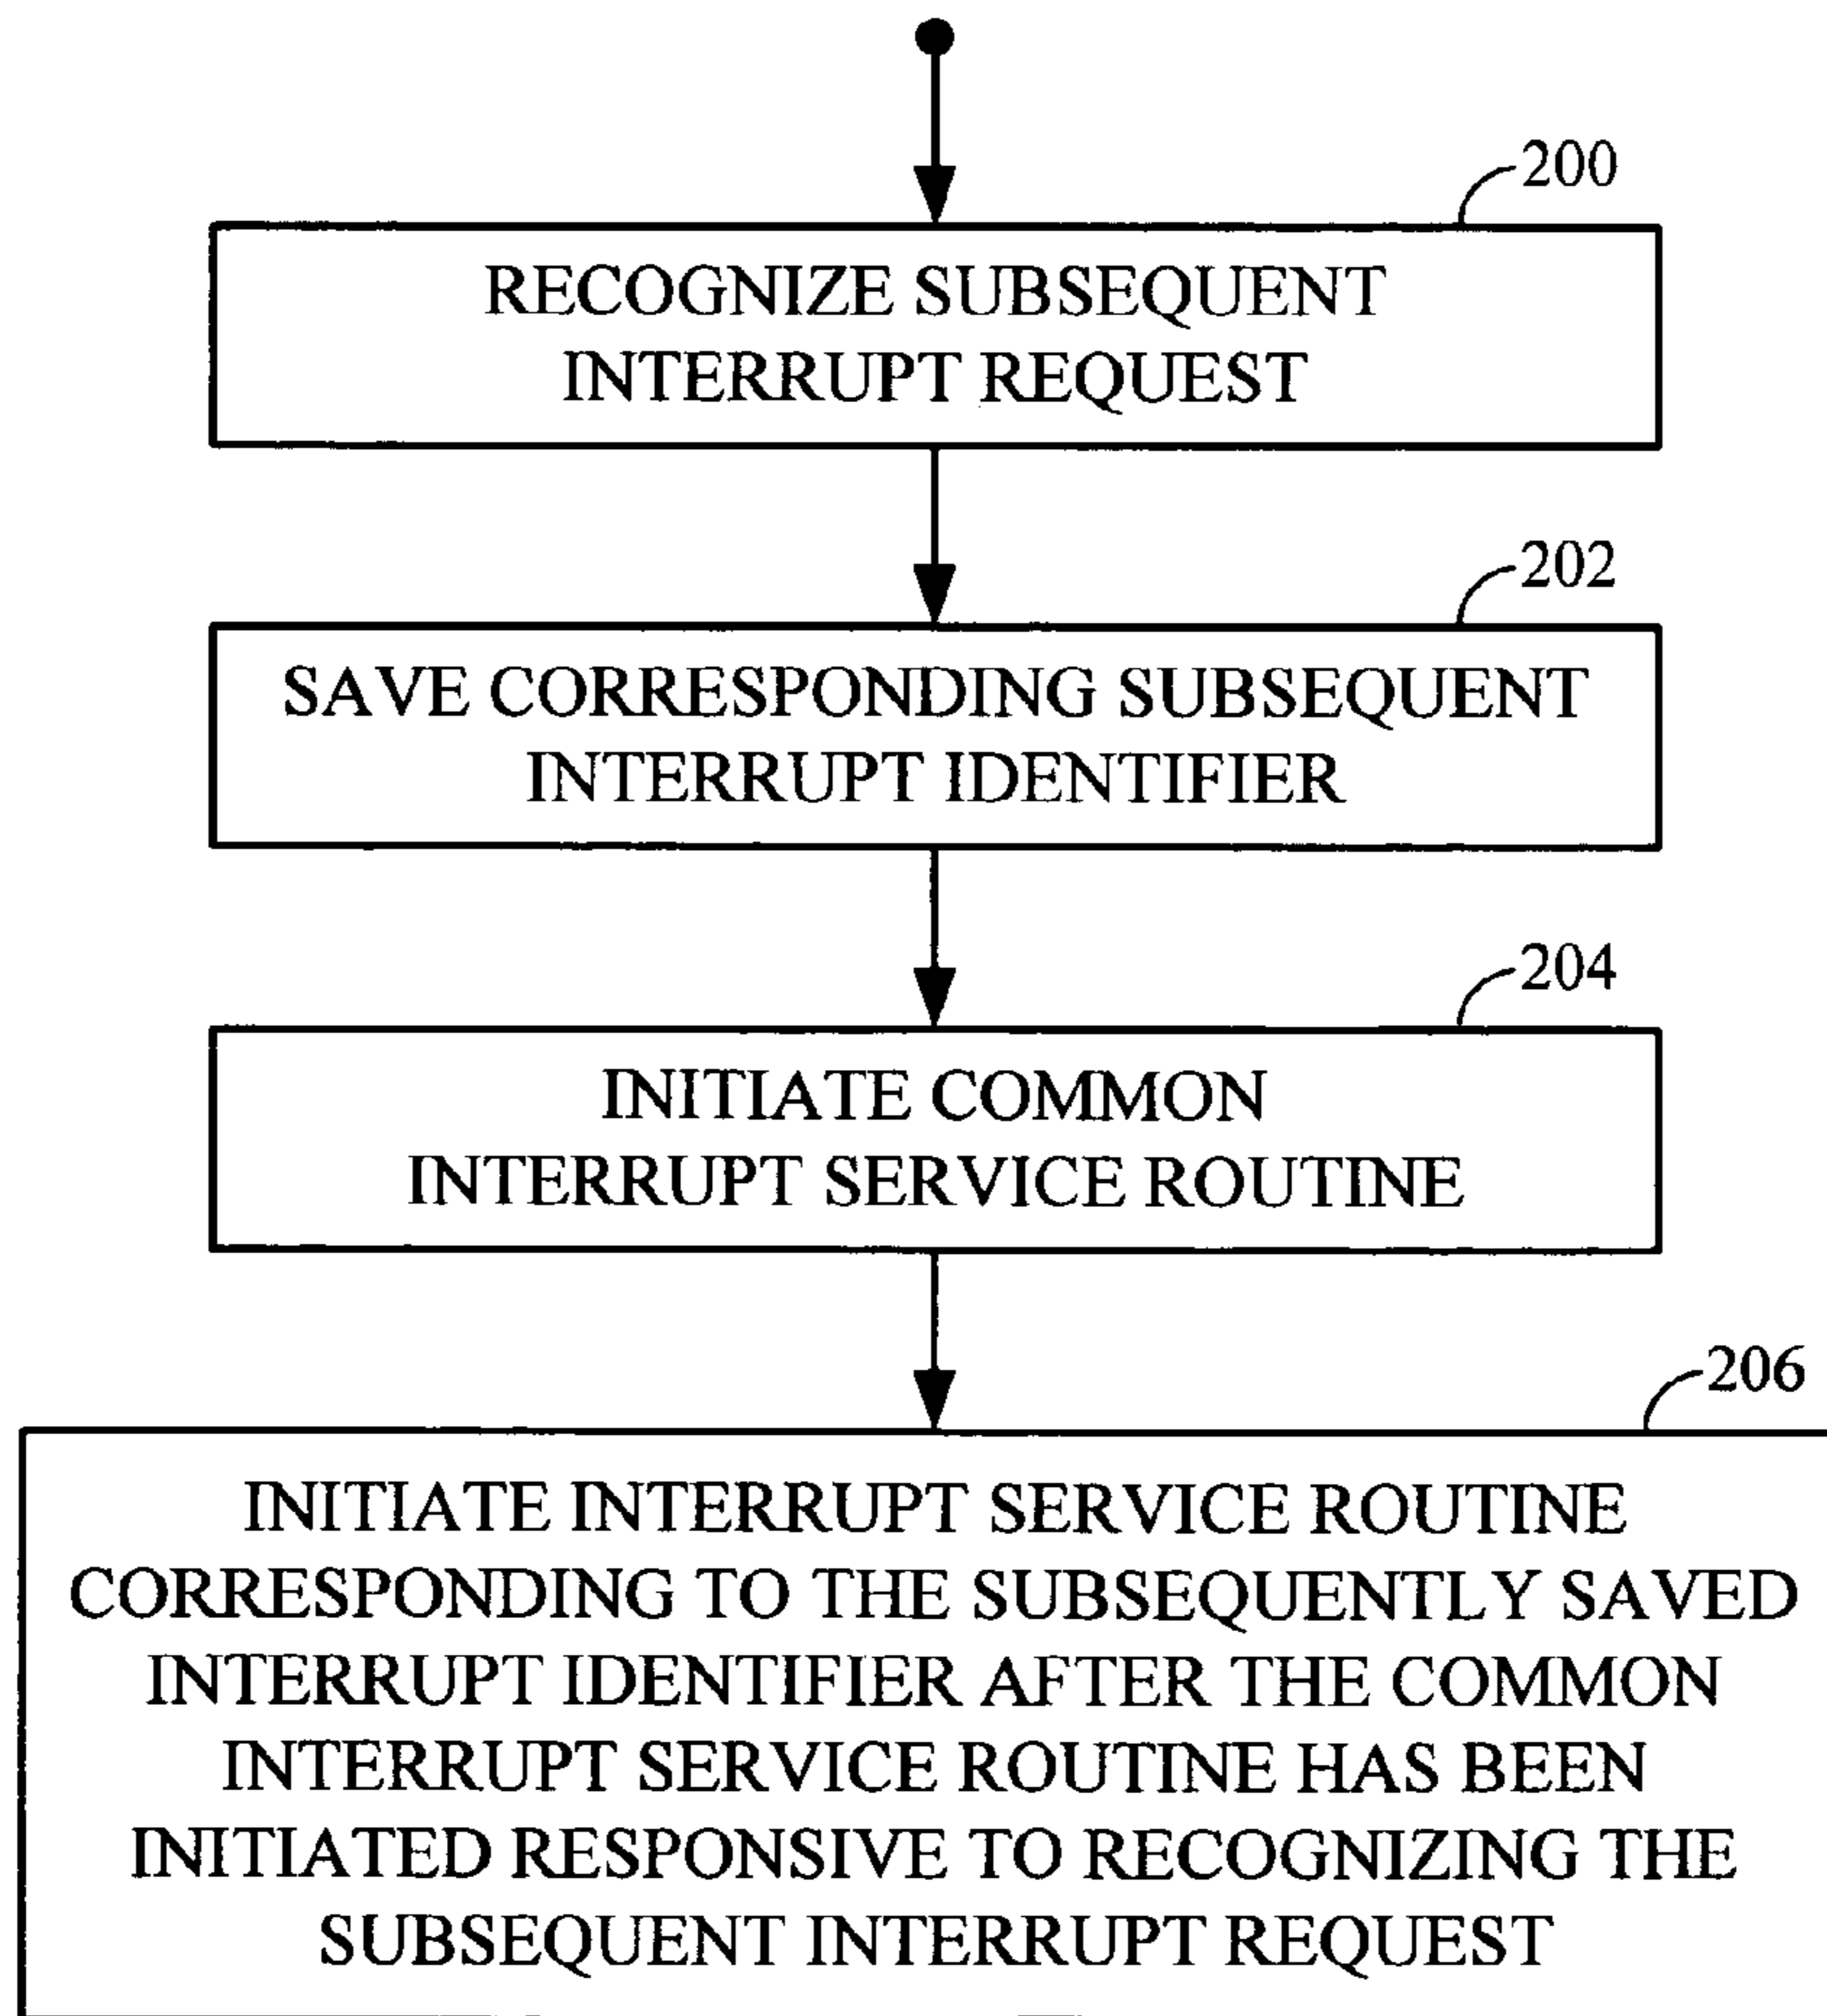 200
RECOGNIZE SUBSEQUENT
INTERRUPT REQUEST
202
SAVE CORRESPONDING SUBSEQUENT
INTERRUPT IDENTIFIER
204
INITIATE COMMON
INTERRUPT SERVICE ROUTINE
206
INITIATE INTERRUPT SERVICE ROUTINE
CORRESPONDING TO THE SUBSEQUENTLY SAVED
INTERRUPT IDENTIFIER AFTER THE COMMON
INTERRUPT SERVICE ROUTINE HAS BEEN
INITIATED RESPONSIVE TO RECOGNIZING THE
SUBSEQUENT INTERRUPT REQUEST